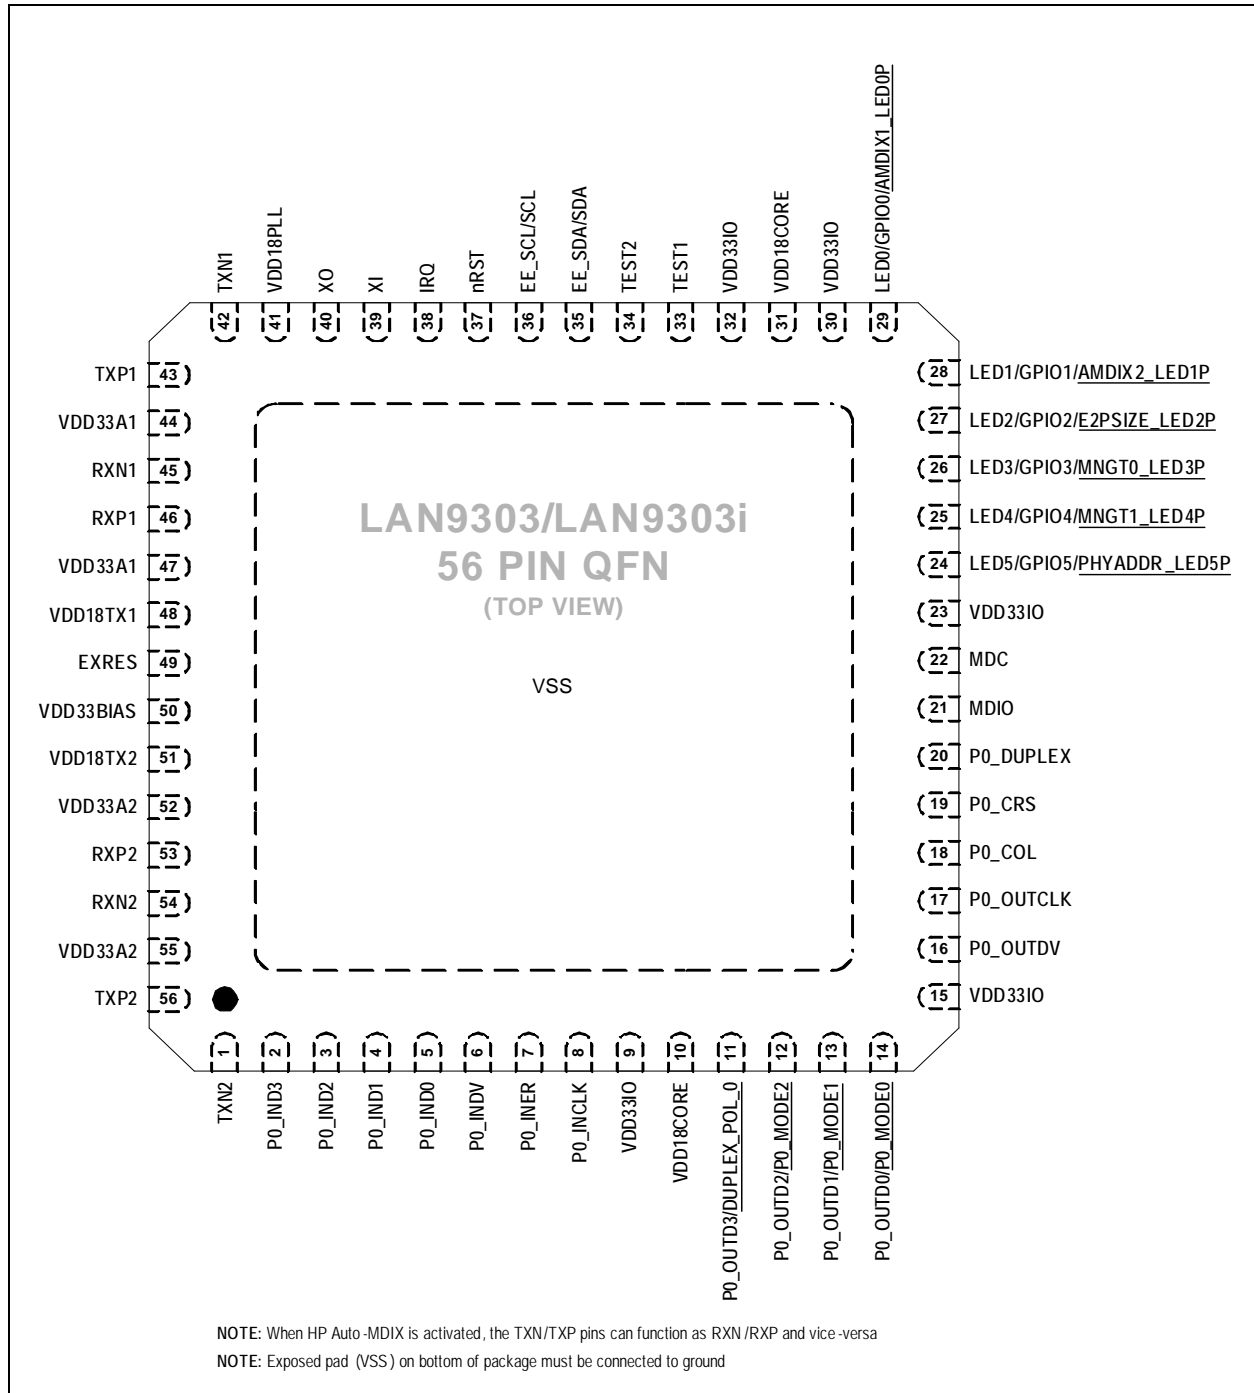 TXN1
VDD18PLL
XO
XI
IRQ
nRST
EE_SCL/SCL
EE_SDA/SDA
TEST2
TEST1
VDD33IO
VDD18CORE
VDD33IO
LED0/GPIO0/AMDIX1_LED0P
42
41
40
39
38
37
36
35
34
33
32
31
30
29
TXP1 43
VDD33A1 44
RXN1 45
RXP1 46
VDD33A1 47
VDD18TX1 48
EXRES 49
VDD33BIAS 50
VDD18TX2 51
VDD33A2 52
RXP2 53
RXN2 54
VDD33A2 55
TXP2 56
LAN9303/LAN9303i
56 PIN QFN
(TOP VIEW)
VSS
28 LED1/GPIO1/AMDIX2_LED1P
27 LED2/GPIO2/E2PSIZE_LED2P
26 LED3/GPIO3/MNGT0_LED3P
25 LED4/GPIO4/MNGT1_LED4P
24 LED5/GPIO5/PHYADDR_LED5P
23 VDD33IO
22 MDC
21 MDIO
20 P0_DUPLEX
19 P0_CRS
18 P0_COL
17 P0_OUTCLK
16 P0_OUTDV
15 VDD33IO
1
2
3
4
5
6
7
8
9
10
11
12
13
14
TXN2
P0_IND3
P0_IND2
P0_IND1
P0_IND0
P0_INDV
P0_INER
P0_INCLK
VDD33IO
VDD18CORE
P0_OUTD3/DUPLEX_POL_0
P0_OUTD2/P0_MODE2
P0_OUTD1/P0_MODE1
P0_OUTD0/P0_MODE0
NOTE: When HP Auto-MDIX is activated, the TXN/TXP pins can function as RXN/RXP and vice-versa
NOTE: Exposed pad (VSS) on bottom of package must be connected to ground